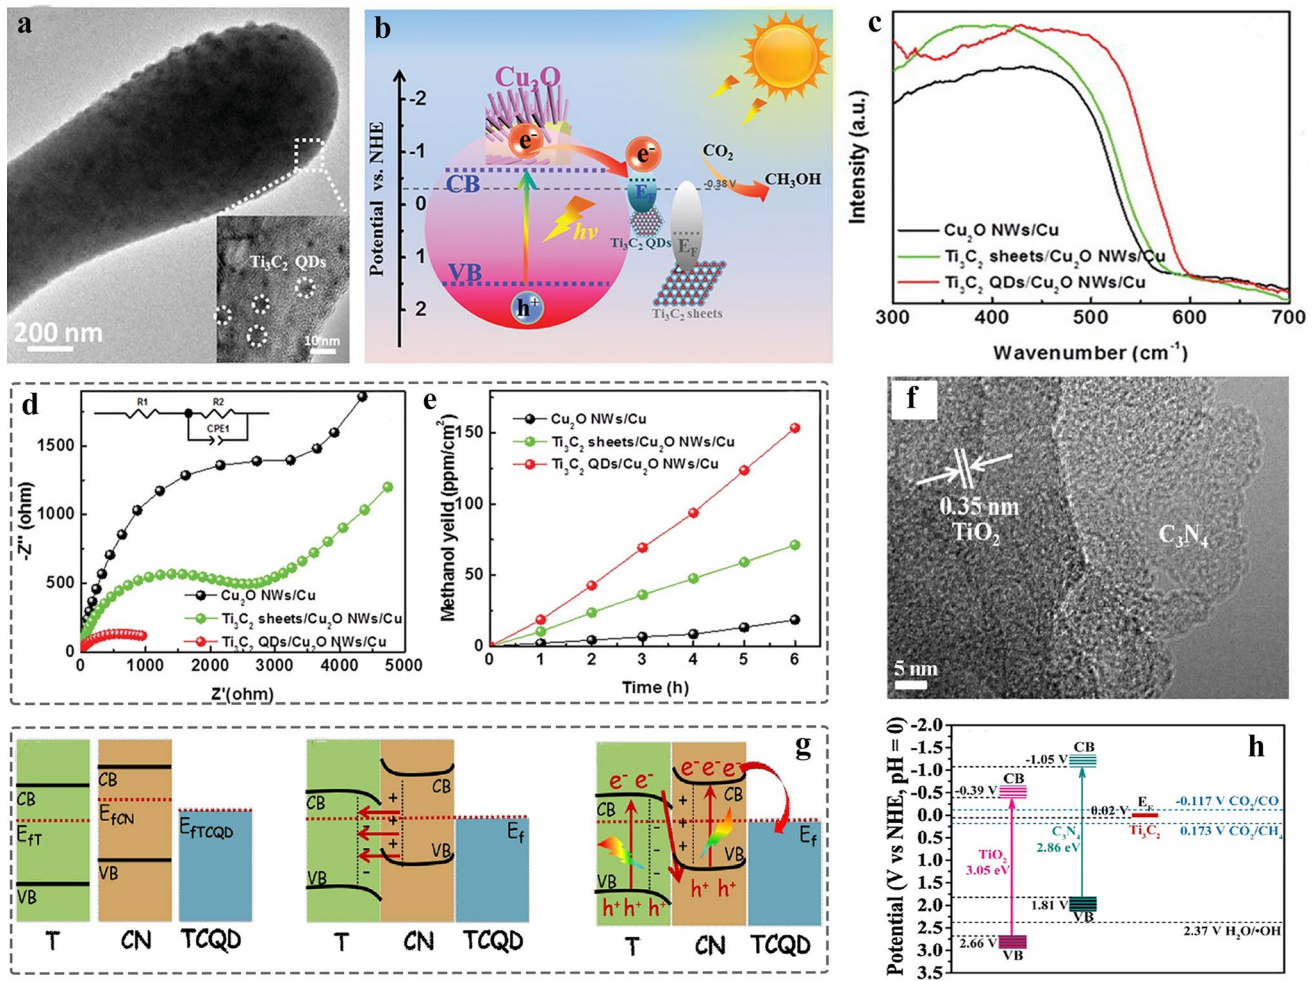 a
Ti₃C₂ QDs
200 nm
10 nm
b
Potential vs. NHE
-2
-1
0
1
2
Cu₂O
e⁻
e⁻
CB
VB
hν
h⁺
E_F
Ti₃C₂ QDs
E_F
Ti₃C₂ sheets
CO₂
-0.38 V
CH₃OH
c
Intensity (a.u.)
Cu₂O NWs/Cu
Ti₃C₂ sheets/Cu₂O NWs/Cu
Ti₃C₂ QDs/Cu₂O NWs/Cu
300 400 500 600 700
Wavenumber (cm⁻¹)
d
R1 R2
CPE1
-Z'' (ohm)
1500
1000
500
0
Cu₂O NWs/Cu
Ti₃C₂ sheets/Cu₂O NWs/Cu
Ti₃C₂ QDs/Cu₂O NWs/Cu
0 1000 2000 3000 4000 5000
Z'(ohm)
e
Methanol yeild (ppm/cm²)
150
100
50
0
Cu₂O NWs/Cu
Ti₃C₂ sheets/Cu₂O NWs/Cu
Ti₃C₂ QDs/Cu₂O NWs/Cu
0 1 2 3 4 5 6
Time (h)
f
0.35 nm
TiO₂
C₃N₄
5 nm
g
CB
EfT
VB
T
CB
EfCN
VB
CN
EfTCQD
TCQD
CB
VB
T
+
+
+
-
-
-
CB
VB
CN
Ef
TCQD
e⁻ e⁻
CB
VB
h⁺ h⁺ h⁺
T
e⁻ e⁻ e⁻
+
+
+
-
-
-
CB
VB
h⁺ h⁺
CN
Ef
TCQD
h
Potential (V vs NHE, pH = 0)
-2.0
-1.5
-1.0
-0.5
0.0
0.5
1.0
1.5
2.0
2.5
3.0
3.5
CB
-0.39 V
TiO₂
3.05 eV
2.66 V
VB
CB
-1.05 V
C₃N₄
2.86 eV
1.81 V
VB
0.02 V
E_F
Ti₃C₂
-0.117 V CO₂/CO
0.173 V CO₂/CH₄
2.37 V H₂O/•OH